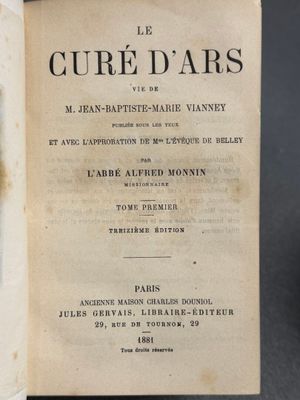 LE
CURÉ D'ARS
VIE DE
M. JEAN-BAPTISTE-MARIE VIANNEY
PUBLIÉE SOUS LES YEUX
ET AVEC L'APPROBATION DE Mgr L'ÉVÊQUE DE BELLEY
PAR
L'ABBÉ ALFRED MONNIN
MISSIONNAIRE
TOME PREMIER
TREIZIÈME ÉDITION
PARIS
ANCIENNE MAISON CHARLES DOUNIOL
JULES GERVAIS, LIBRAIRE-ÉDITEUR
29, RUE DE TOURNON, 29
1881
Tous droits réservés